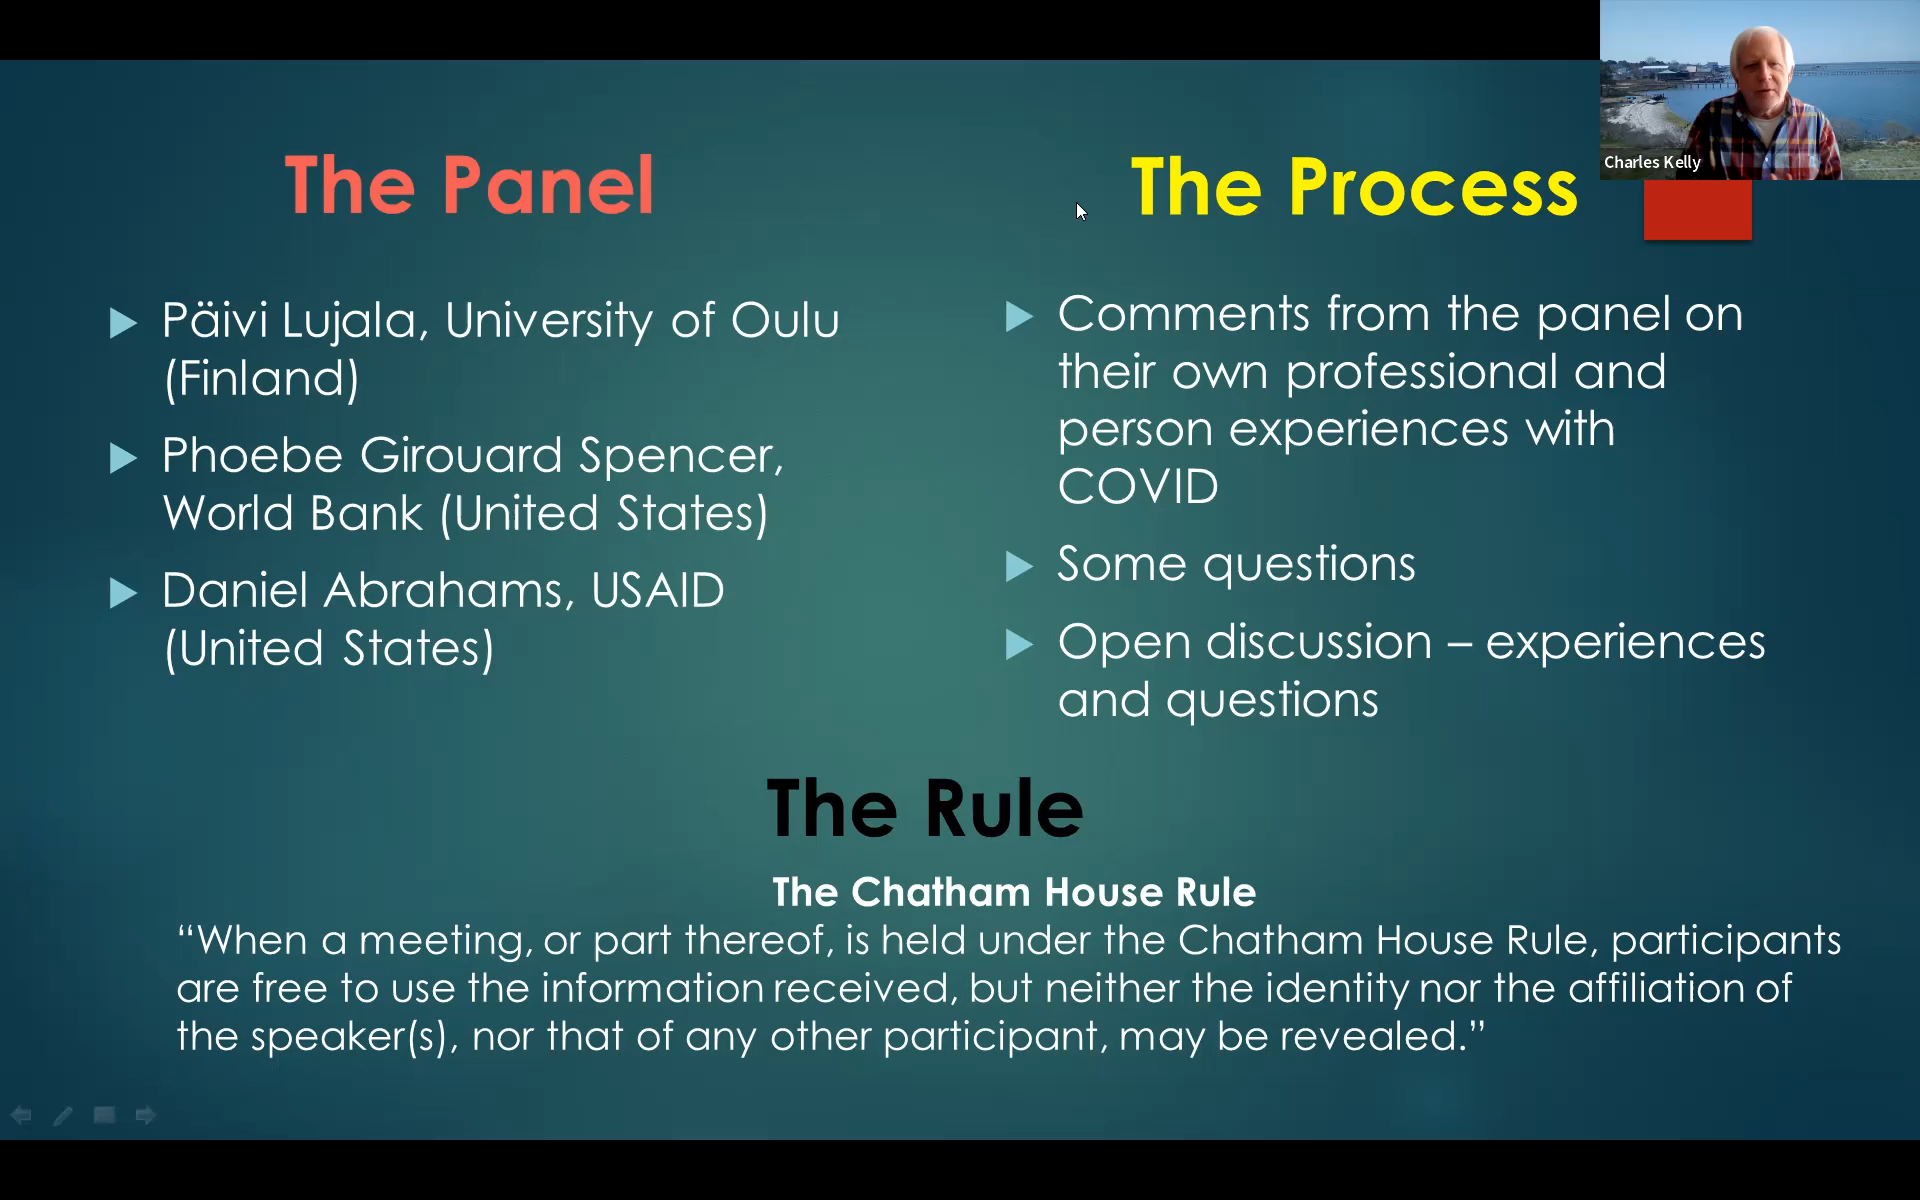 Charles Kelly
The Panel
Päivi Lujala, University of Oulu
(Finland)
Phoebe Girouard Spencer,
World Bank (United States)
Daniel Abrahams, USAID
(United States)
The Process
Comments from the panel on
their own professional and
person experiences with
COVID
Some questions
Open discussion – experiences
and questions
The Rule
The Chatham House Rule
“When a meeting, or part thereof, is held under the Chatham House Rule, participants
are free to use the information received, but neither the identity nor the affiliation of
the speaker(s), nor that of any other participant, may be revealed.”